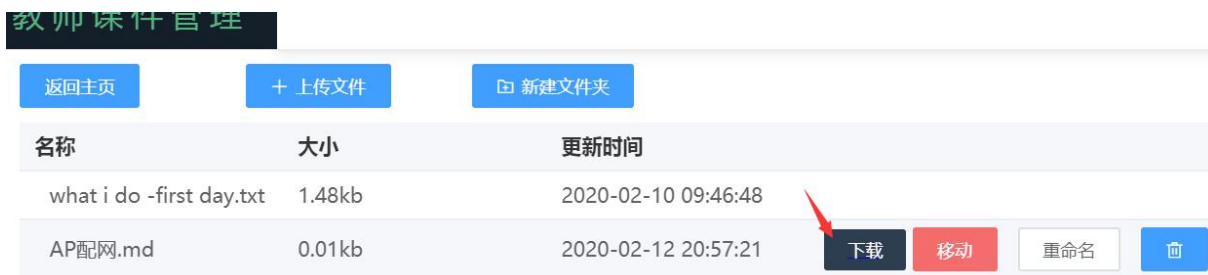 教师课件管理
返回主页 + 上传文件 新建文件夹
名称 大小 更新时间
what i do -first day.txt 1.48kb 2020-02-10 09:46:48
AP配网.md 0.01kb 2020-02-12 20:57:21 下载 移动 重命名